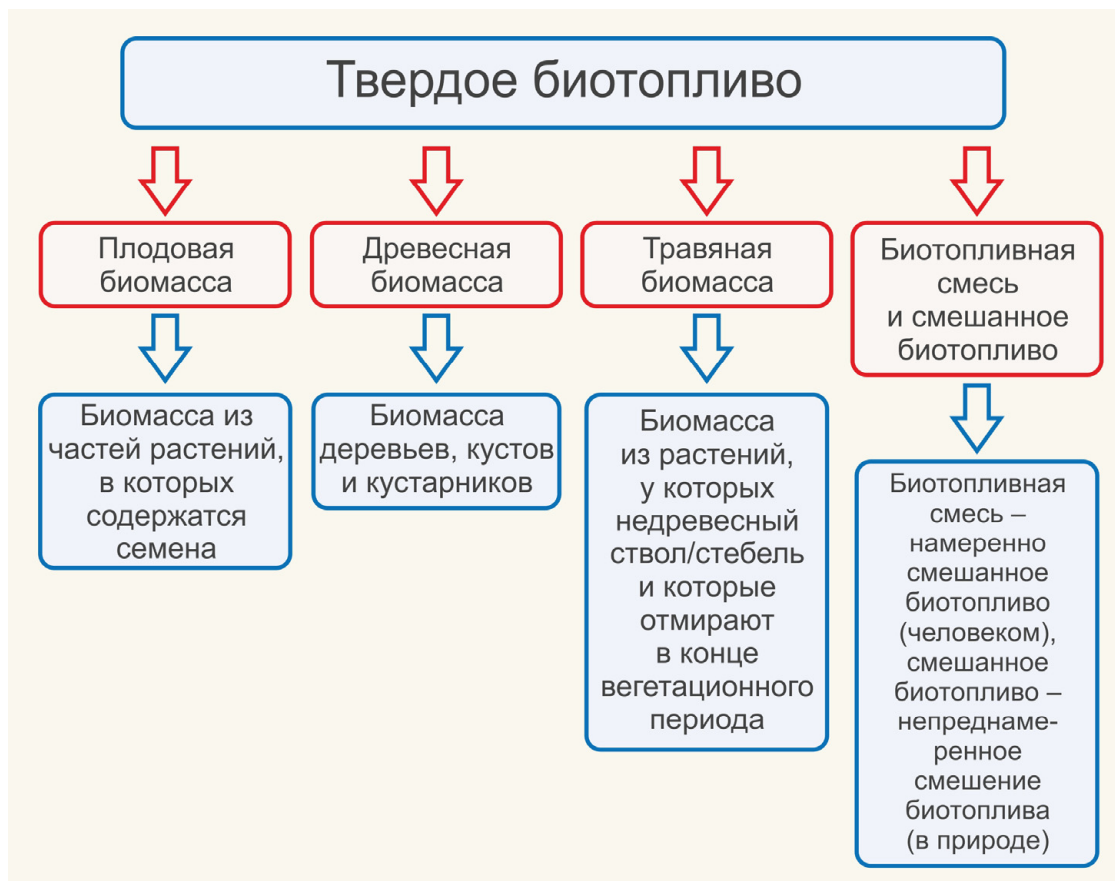 Твердое биотопливо
Плодовая
биомасса
Древесная
биомасса
Травяная
биомасса
Биотопливная
смесь
и смешанное
биотопливо
Биомасса из
частей растений,
в которых
содержатся
семена
Биомасса
деревьев, кустов
и кустарников
Биомасса
из растений,
у которых
недревесный
ствол/стебель
и которые
отмирают
в конце
вегетационного
периода
Биотопливная
смесь –
намеренно
смешанное
биотопливо
(человеком),
смешанное
биотопливо –
непреднаме-
ренное
смешение
биотоплива
(в природе)